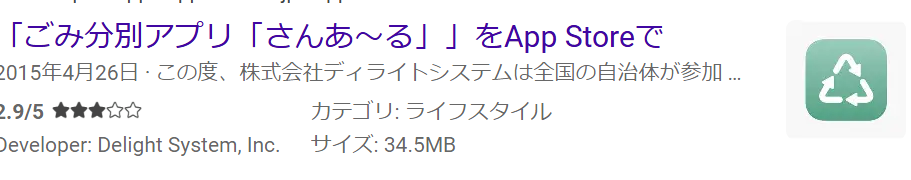 「ごみ分別アプリ「さんあ～る」」をApp Storeで
2015年4月26日 · この度、株式会社ディライトシステムは全国の自治体が参加 ...
2.9/5 ★★★☆☆ カテゴリ: ライフスタイル
Developer: Delight System, Inc. サイズ: 34.5MB